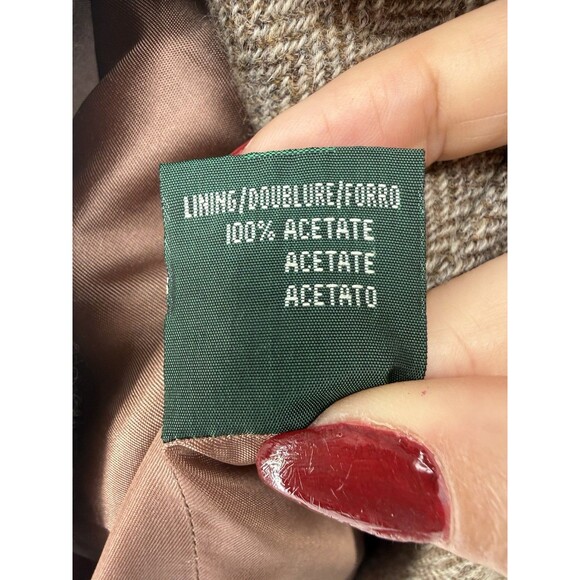 LINING/DOUBLURE/FORRO
100% ACETATE
ACETATE
ACETATO